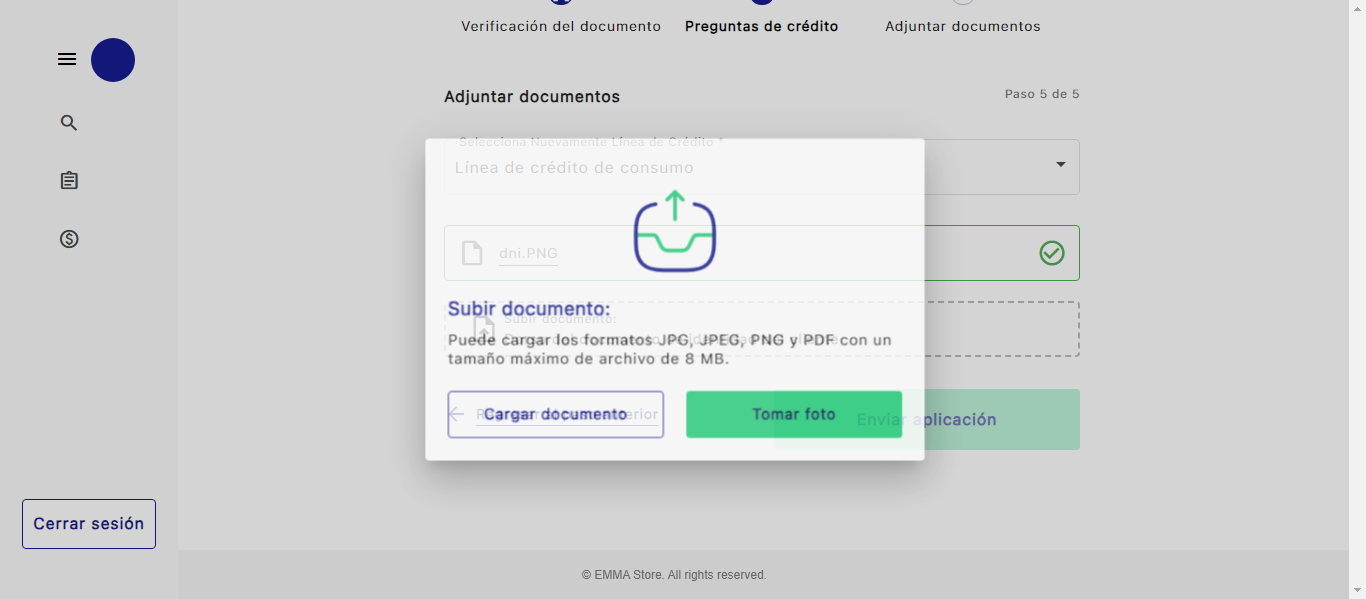 Verificación del documento
Preguntas de crédito
Adjuntar documentos
Adjuntar documentos
Paso 5 de 5
Selecciona Nuevamente Línea de Crédito *
Línea de crédito de consumo
dni.PNG
Subir documento:
Subir documento:
Puede cargar los formatos JPG, JPEG, PNG y PDF con un
tamaño máximo de archivo de 8 MB.
Cargar documento
Tomar foto
Enviar aplicación
Cerrar sesión
© EMMA Store. All rights reserved.